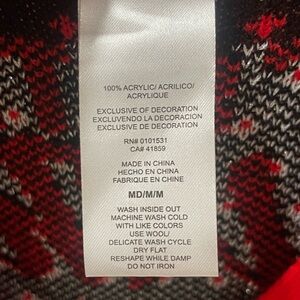 100% ACRYLIC/ ACRILICO/
ACRYLIQUE
EXCLUSIVE OF DECORATION
EXCLUYENDO LA DECORACION
EXCLUSIVE DE DECORATION
RN# 0101531
CA# 41859
MADE IN CHINA
HECHO EN CHINA
FABRIQUE EN CHINE
MD/M/M
WASH INSIDE OUT
MACHINE WASH COLD
WITH LIKE COLORS
USE WOOL/
DELICATE WASH CYCLE
DRY FLAT
RESHAPE WHILE DAMP
DO NOT IRON